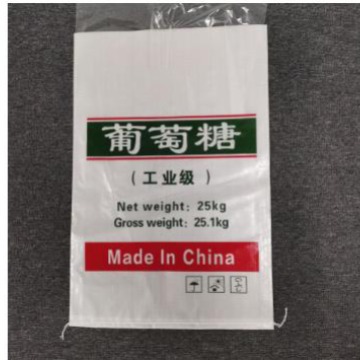 葡萄糖
(工业级)
Net weight: 25kg
Gross weight: 25.1kg
Made In China